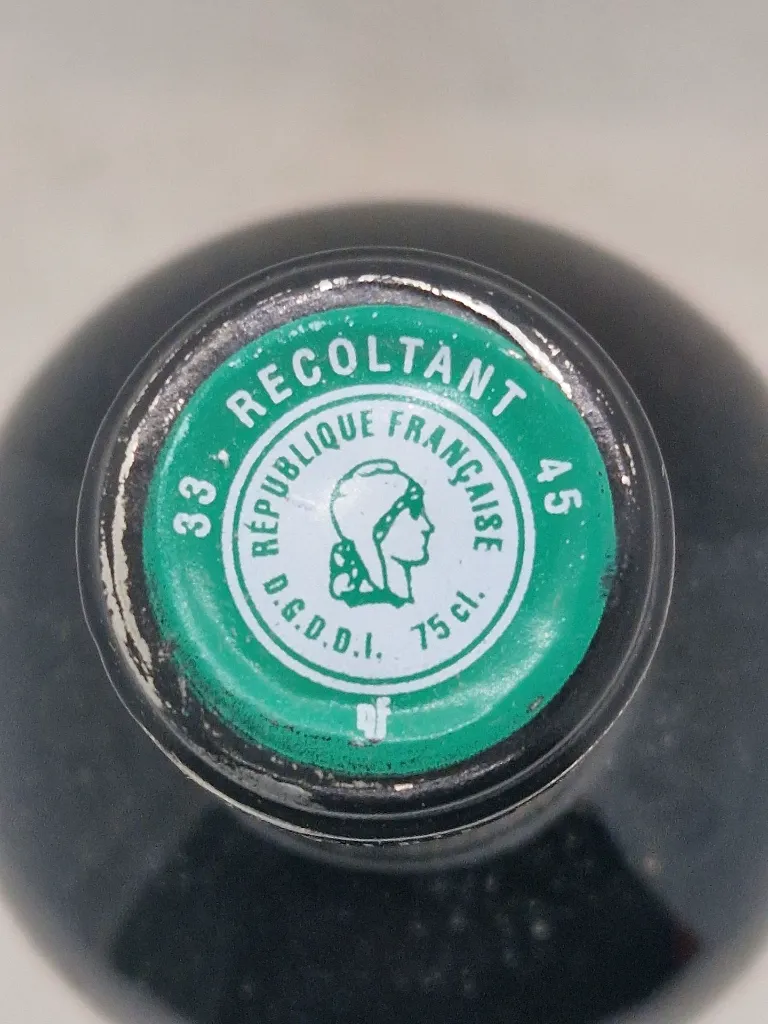 RECOLTANT
33
45
RÉPUBLIQUE FRANÇAISE
D.G.D.D.I. 75 cl.